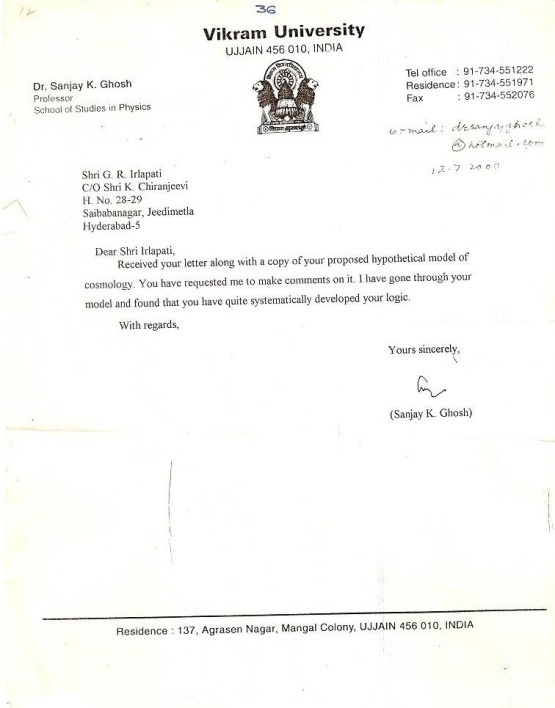 12
36
Vikram University
UJJAIN 456 010, INDIA
Dr. Sanjay K. Ghosh
Professor
School of Studies in Physics
Tel office : 91-734-551222
Residence : 91-734-551971
Fax : 91-734-552076
e-mail: drsanjayghosh
@hotmail.com
12-7 2000
Shri G. R. Irlapati
C/O Shri K. Chiranjeevi
H. No. 28-29
Saibabanagar, Jeedimetla
Hyderabad-5
Dear Shri Irlapati,
Received your letter along with a copy of your proposed hypothetical model of
cosmology. You have requested me to make comments on it. I have gone through your
model and found that you have quite systematically developed your logic.
With regards,
Yours sincerely,
(Sanjay K. Ghosh)
Residence : 137, Agrasen Nagar, Mangal Colony, UJJAIN 456 010. INDIA